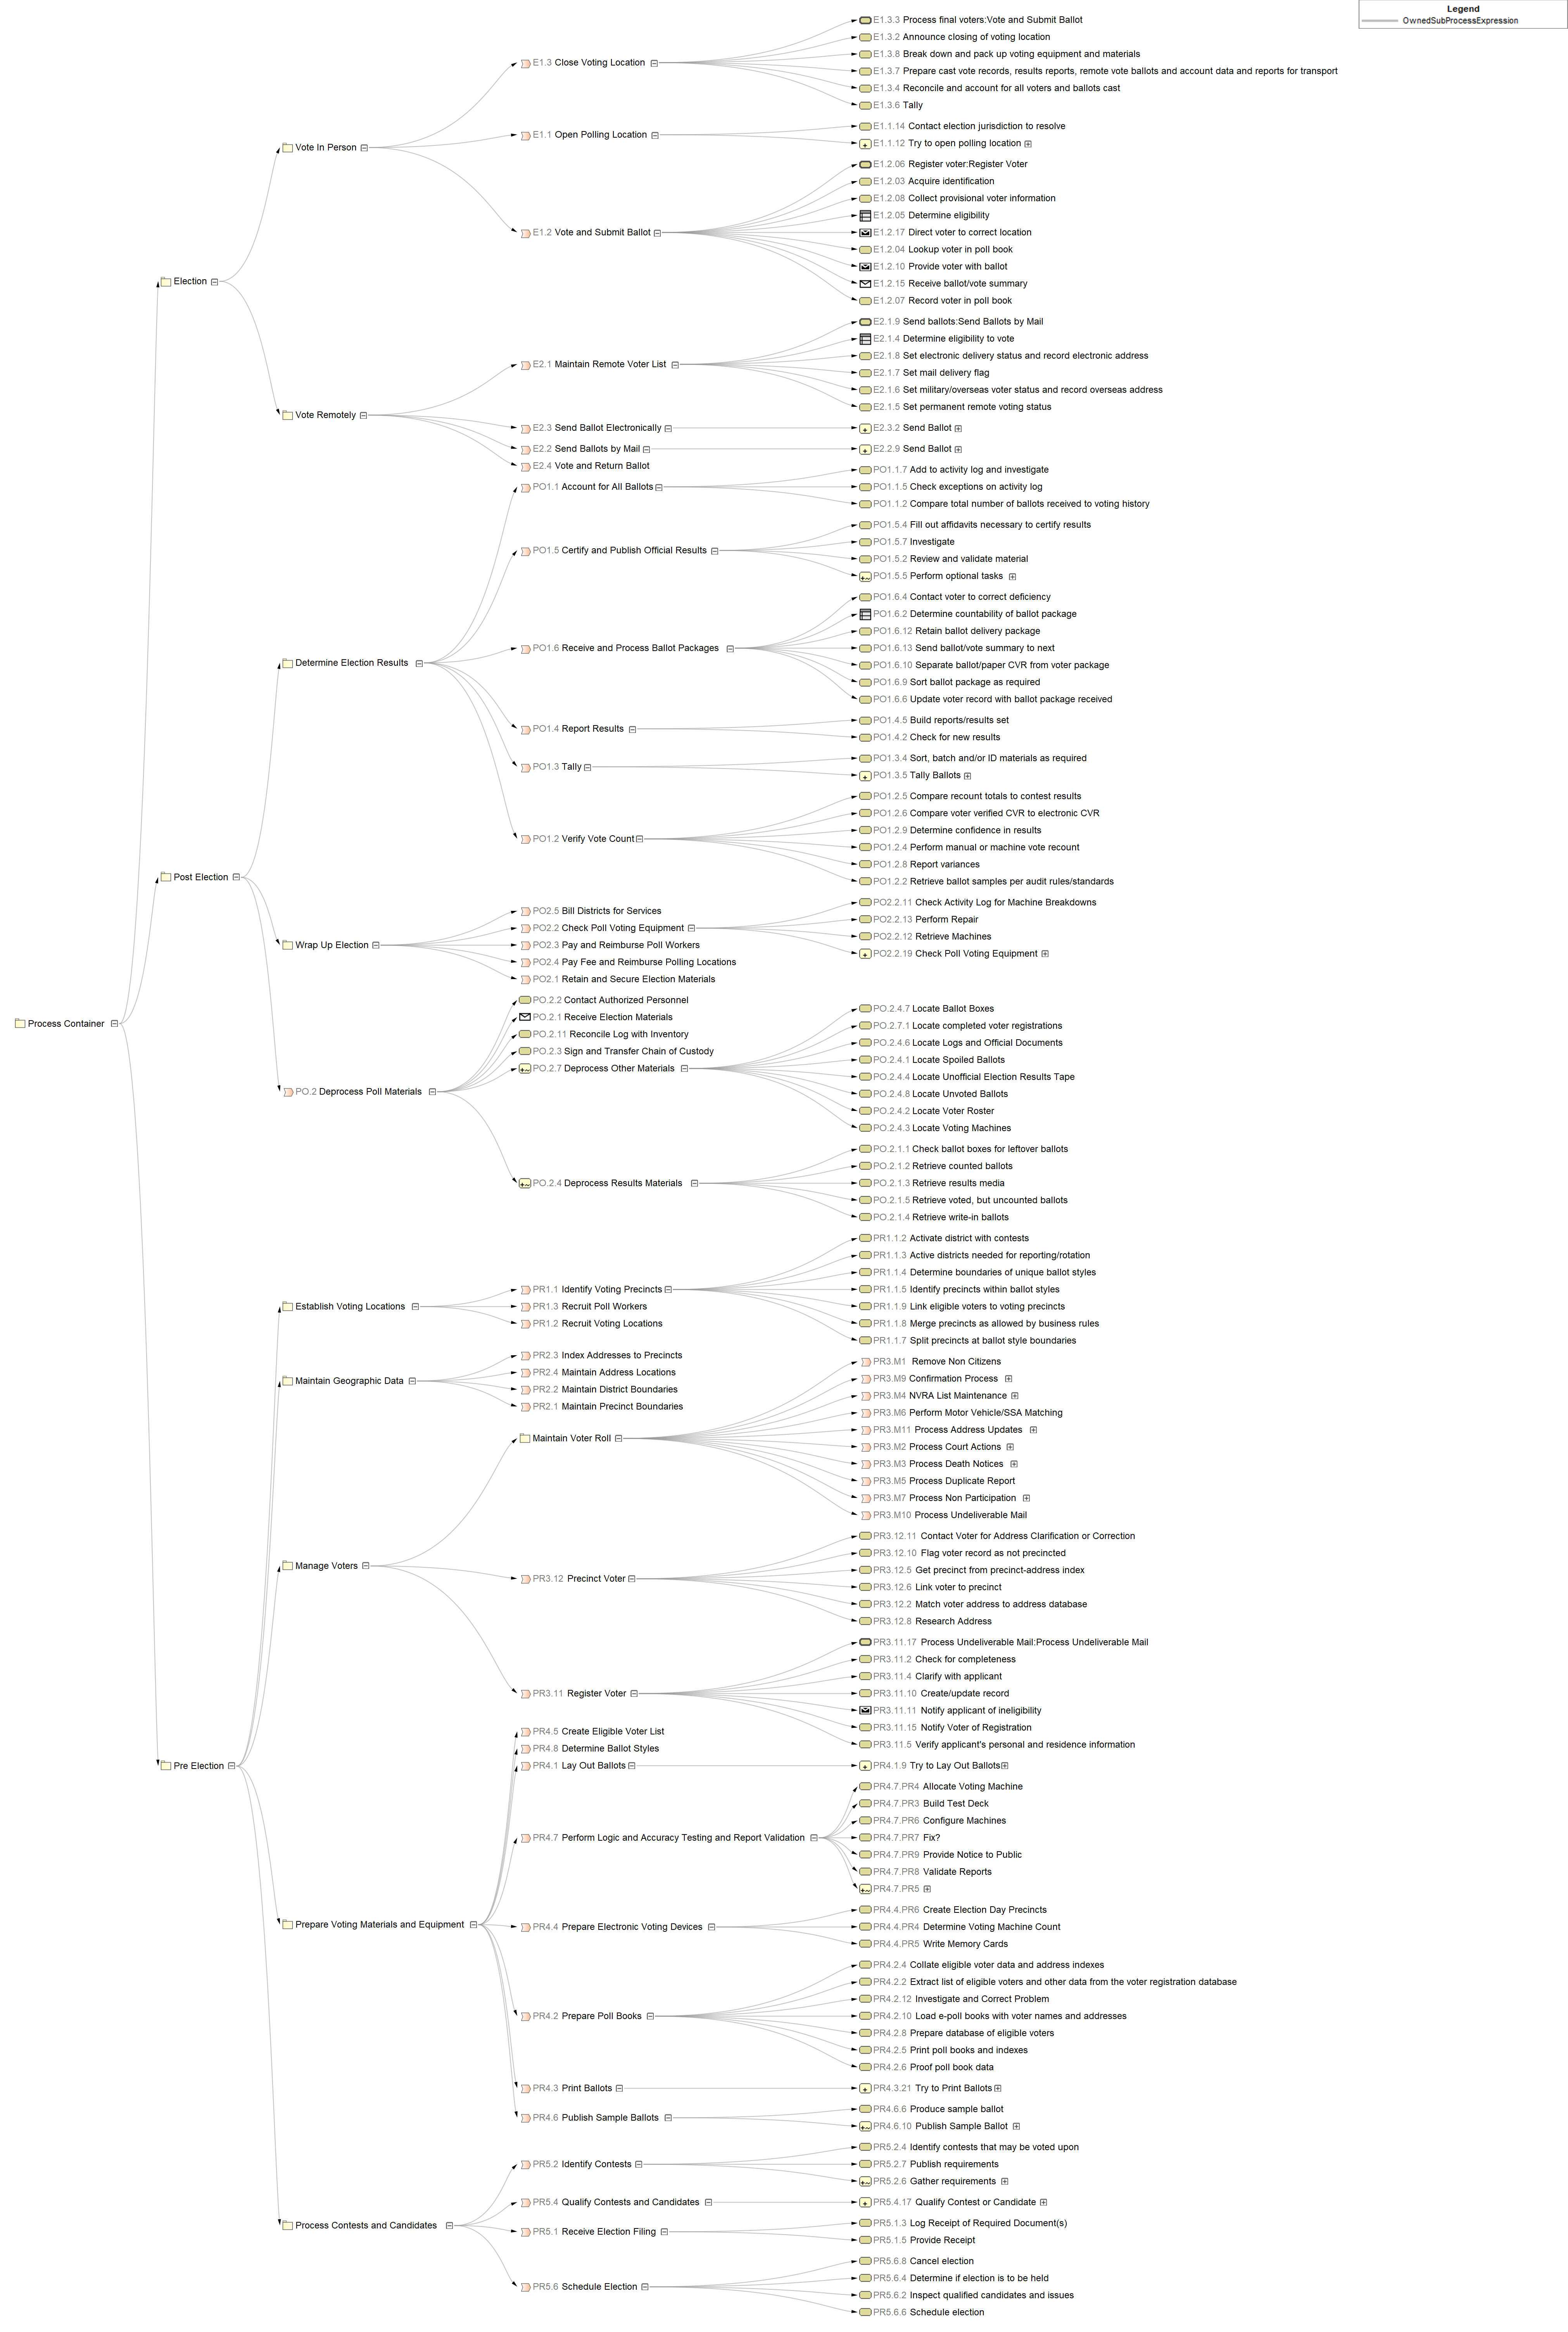 Legend
OwnedSubProcessExpression
Process Container
Election
Vote In Person
E1.3 Close Voting Location
E1.3.3 Process final voters:Vote and Submit Ballot
E1.3.2 Announce closing of voting location
E1.3.8 Break down and pack up voting equipment and materials
E1.3.7 Prepare cast vote records, results reports, remote vote ballots and account data and reports for transport
E1.3.4 Reconcile and account for all voters and ballots cast
E1.3.6 Tally
E1.1 Open Polling Location
E1.1.14 Contact election jurisdiction to resolve
E1.1.12 Try to open polling location
E1.2 Vote and Submit Ballot
E1.2.06 Register voter:Register Voter
E1.2.03 Acquire identification
E1.2.08 Collect provisional voter information
E1.2.05 Determine eligibility
E1.2.17 Direct voter to correct location
E1.2.04 Lookup voter in poll book
E1.2.10 Provide voter with ballot
E1.2.15 Receive ballot/vote summary
E1.2.07 Record voter in poll book
Vote Remotely
E2.1 Maintain Remote Voter List
E2.1.9 Send ballots:Send Ballots by Mail
E2.1.4 Determine eligibility to vote
E2.1.8 Set electronic delivery status and record electronic address
E2.1.7 Set mail delivery flag
E2.1.6 Set military/overseas voter status and record overseas address
E2.1.5 Set permanent remote voting status
E2.3 Send Ballot Electronically
E2.3.2 Send Ballot
E2.2 Send Ballots by Mail
E2.2.9 Send Ballot
E2.4 Vote and Return Ballot
Post Election
Determine Election Results
PO1.1 Account for All Ballots
PO1.1.7 Add to activity log and investigate
PO1.1.5 Check exceptions on activity log
PO1.1.2 Compare total number of ballots received to voting history
PO1.5 Certify and Publish Official Results
PO1.5.4 Fill out affidavits necessary to certify results
PO1.5.7 Investigate
PO1.5.2 Review and validate material
PO1.5.5 Perform optional tasks
PO1.6 Receive and Process Ballot Packages
PO1.6.4 Contact voter to correct deficiency
PO1.6.2 Determine countability of ballot package
PO1.6.12 Retain ballot delivery package
PO1.6.13 Send ballot/vote summary to next
PO1.6.10 Separate ballot/paper CVR from voter package
PO1.6.9 Sort ballot package as required
PO1.6.6 Update voter record with ballot package received
PO1.4 Report Results
PO1.4.5 Build reports/results set
PO1.4.2 Check for new results
PO1.3 Tally
PO1.3.4 Sort, batch and/or ID materials as required
PO1.3.5 Tally Ballots
PO1.2 Verify Vote Count
PO1.2.5 Compare recount totals to contest results
PO1.2.6 Compare voter verified CVR to electronic CVR
PO1.2.9 Determine confidence in results
PO1.2.4 Perform manual or machine vote recount
PO1.2.8 Report variances
PO1.2.2 Retrieve ballot samples per audit rules/standards
Wrap Up Election
PO2.5 Bill Districts for Services
PO2.2 Check Poll Voting Equipment
PO2.2.11 Check Activity Log for Machine Breakdowns
PO2.2.13 Perform Repair
PO2.2.12 Retrieve Machines
PO2.2.19 Check Poll Voting Equipment
PO2.3 Pay and Reimburse Poll Workers
PO2.4 Pay Fee and Reimburse Polling Locations
PO2.1 Retain and Secure Election Materials
PO.2 Deprocess Poll Materials
PO.2.2 Contact Authorized Personnel
PO.2.1 Receive Election Materials
PO.2.11 Reconcile Log with Inventory
PO.2.3 Sign and Transfer Chain of Custody
PO.2.7 Deprocess Other Materials
PO.2.4.7 Locate Ballot Boxes
PO.2.7.1 Locate completed voter registrations
PO.2.4.6 Locate Logs and Official Documents
PO.2.4.1 Locate Spoiled Ballots
PO.2.4.4 Locate Unofficial Election Results Tape
PO.2.4.8 Locate Unvoted Ballots
PO.2.4.2 Locate Voter Roster
PO.2.4.3 Locate Voting Machines
PO.2.4 Deprocess Results Materials
PO.2.1.1 Check ballot boxes for leftover ballots
PO.2.1.2 Retrieve counted ballots
PO.2.1.3 Retrieve results media
PO.2.1.5 Retrieve voted, but uncounted ballots
PO.2.1.4 Retrieve write-in ballots
Pre Election
Establish Voting Locations
PR1.1 Identify Voting Precincts
PR1.1.2 Activate district with contests
PR1.1.3 Active districts needed for reporting/rotation
PR1.1.4 Determine boundaries of unique ballot styles
PR1.1.5 Identify precincts within ballot styles
PR1.1.9 Link eligible voters to voting precincts
PR1.1.8 Merge precincts as allowed by business rules
PR1.1.7 Split precincts at ballot style boundaries
PR1.3 Recruit Poll Workers
PR1.2 Recruit Voting Locations
Maintain Geographic Data
PR2.3 Index Addresses to Precincts
PR2.4 Maintain Address Locations
PR2.2 Maintain District Boundaries
PR2.1 Maintain Precinct Boundaries
Manage Voters
Maintain Voter Roll
PR3.M1 Remove Non Citizens
PR3.M9 Confirmation Process
PR3.M4 NVRA List Maintenance
PR3.M6 Perform Motor Vehicle/SSA Matching
PR3.M11 Process Address Updates
PR3.M2 Process Court Actions
PR3.M3 Process Death Notices
PR3.M5 Process Duplicate Report
PR3.M7 Process Non Participation
PR3.M10 Process Undeliverable Mail
PR3.12 Precinct Voter
PR3.12.11 Contact Voter for Address Clarification or Correction
PR3.12.10 Flag voter record as not precincted
PR3.12.5 Get precinct from precinct-address index
PR3.12.6 Link voter to precinct
PR3.12.2 Match voter address to address database
PR3.12.8 Research Address
PR3.11 Register Voter
PR3.11.17 Process Undeliverable Mail:Process Undeliverable Mail
PR3.11.2 Check for completeness
PR3.11.4 Clarify with applicant
PR3.11.10 Create/update record
PR3.11.11 Notify applicant of ineligibility
PR3.11.15 Notify Voter of Registration
PR3.11.5 Verify applicant's personal and residence information
Prepare Voting Materials and Equipment
PR4.5 Create Eligible Voter List
PR4.8 Determine Ballot Styles
PR4.1 Lay Out Ballots
PR4.1.9 Try to Lay Out Ballots
PR4.7 Perform Logic and Accuracy Testing and Report Validation
PR4.7.PR4 Allocate Voting Machine
PR4.7.PR3 Build Test Deck
PR4.7.PR6 Configure Machines
PR4.7.PR7 Fix?
PR4.7.PR9 Provide Notice to Public
PR4.7.PR8 Validate Reports
PR4.7.PR5
PR4.4 Prepare Electronic Voting Devices
PR4.4.PR6 Create Election Day Precincts
PR4.4.PR4 Determine Voting Machine Count
PR4.4.PR5 Write Memory Cards
PR4.2 Prepare Poll Books
PR4.2.4 Collate eligible voter data and address indexes
PR4.2.2 Extract list of eligible voters and other data from the voter registration database
PR4.2.12 Investigate and Correct Problem
PR4.2.10 Load e-poll books with voter names and addresses
PR4.2.8 Prepare database of eligible voters
PR4.2.5 Print poll books and indexes
PR4.2.6 Proof poll book data
PR4.3 Print Ballots
PR4.3.21 Try to Print Ballots
PR4.6 Publish Sample Ballots
PR4.6.6 Produce sample ballot
PR4.6.10 Publish Sample Ballot
Process Contests and Candidates
PR5.2 Identify Contests
PR5.2.4 Identify contests that may be voted upon
PR5.2.7 Publish requirements
PR5.2.6 Gather requirements
PR5.4 Qualify Contests and Candidates
PR5.4.17 Qualify Contest or Candidate
PR5.1 Receive Election Filing
PR5.1.3 Log Receipt of Required Document(s)
PR5.1.5 Provide Receipt
PR5.6 Schedule Election
PR5.6.8 Cancel election
PR5.6.4 Determine if election is to be held
PR5.6.2 Inspect qualified candidates and issues
PR5.6.6 Schedule election